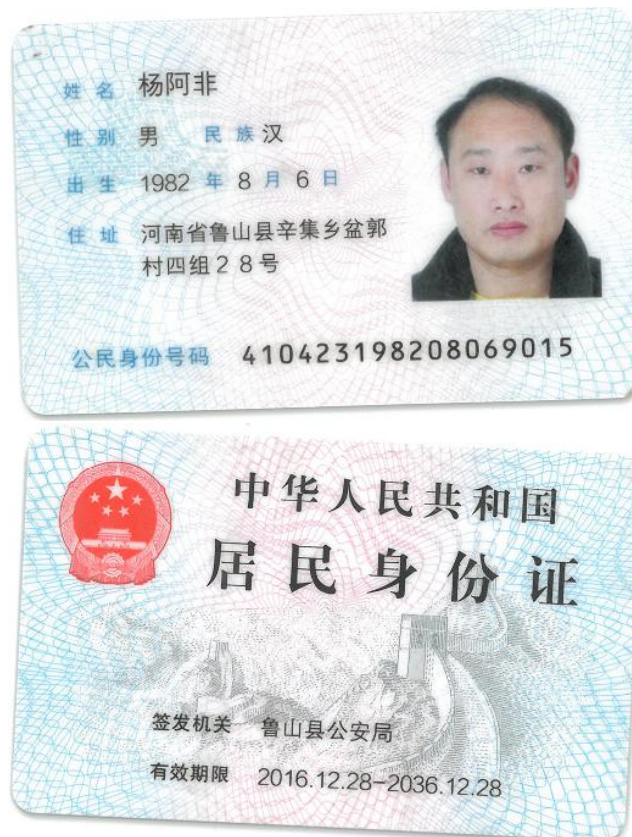 姓名 杨阿非
性别 男 民族 汉
出生 1982 年 8 月 6 日
住址 河南省鲁山县辛集乡盆郭
村四组28号
公民身份号码 410423198208069015
中华人民共和国
居民身份证
签发机关 鲁山县公安局
有效期限 2016.12.28-2036.12.28